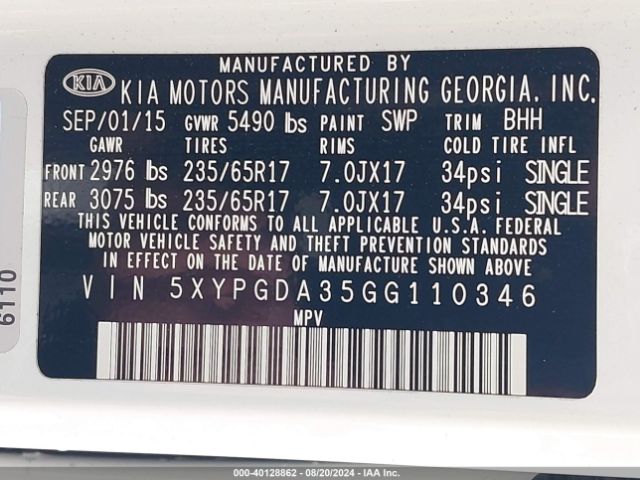 MANUFACTURED BY
KIA KIA MOTORS MANUFACTURING GEORGIA, INC.
SEP/01/15 GVWR 5490 lbs PAINT SWP TRIM BHH
GAWR TIRES RIMS COLD TIRE INFL
FRONT 2976 lbs 235/65R17 7.0JX17 34psi SINGLE
REAR 3075 lbs 235/65R17 7.0JX17 34psi SINGLE
THIS VEHICLE CONFORMS TO ALL APPLICABLE U.S.A. FEDERAL
MOTOR VEHICLE SAFETY AND THEFT PREVENTION STANDARDS
IN EFFECT ON THE DATE OF MANUFACTURE SHOWN ABOVE
VIN 5XYPGDA35GG110346
MPV
6110
000-40128862 - 08/20/2024 - IAA Inc.